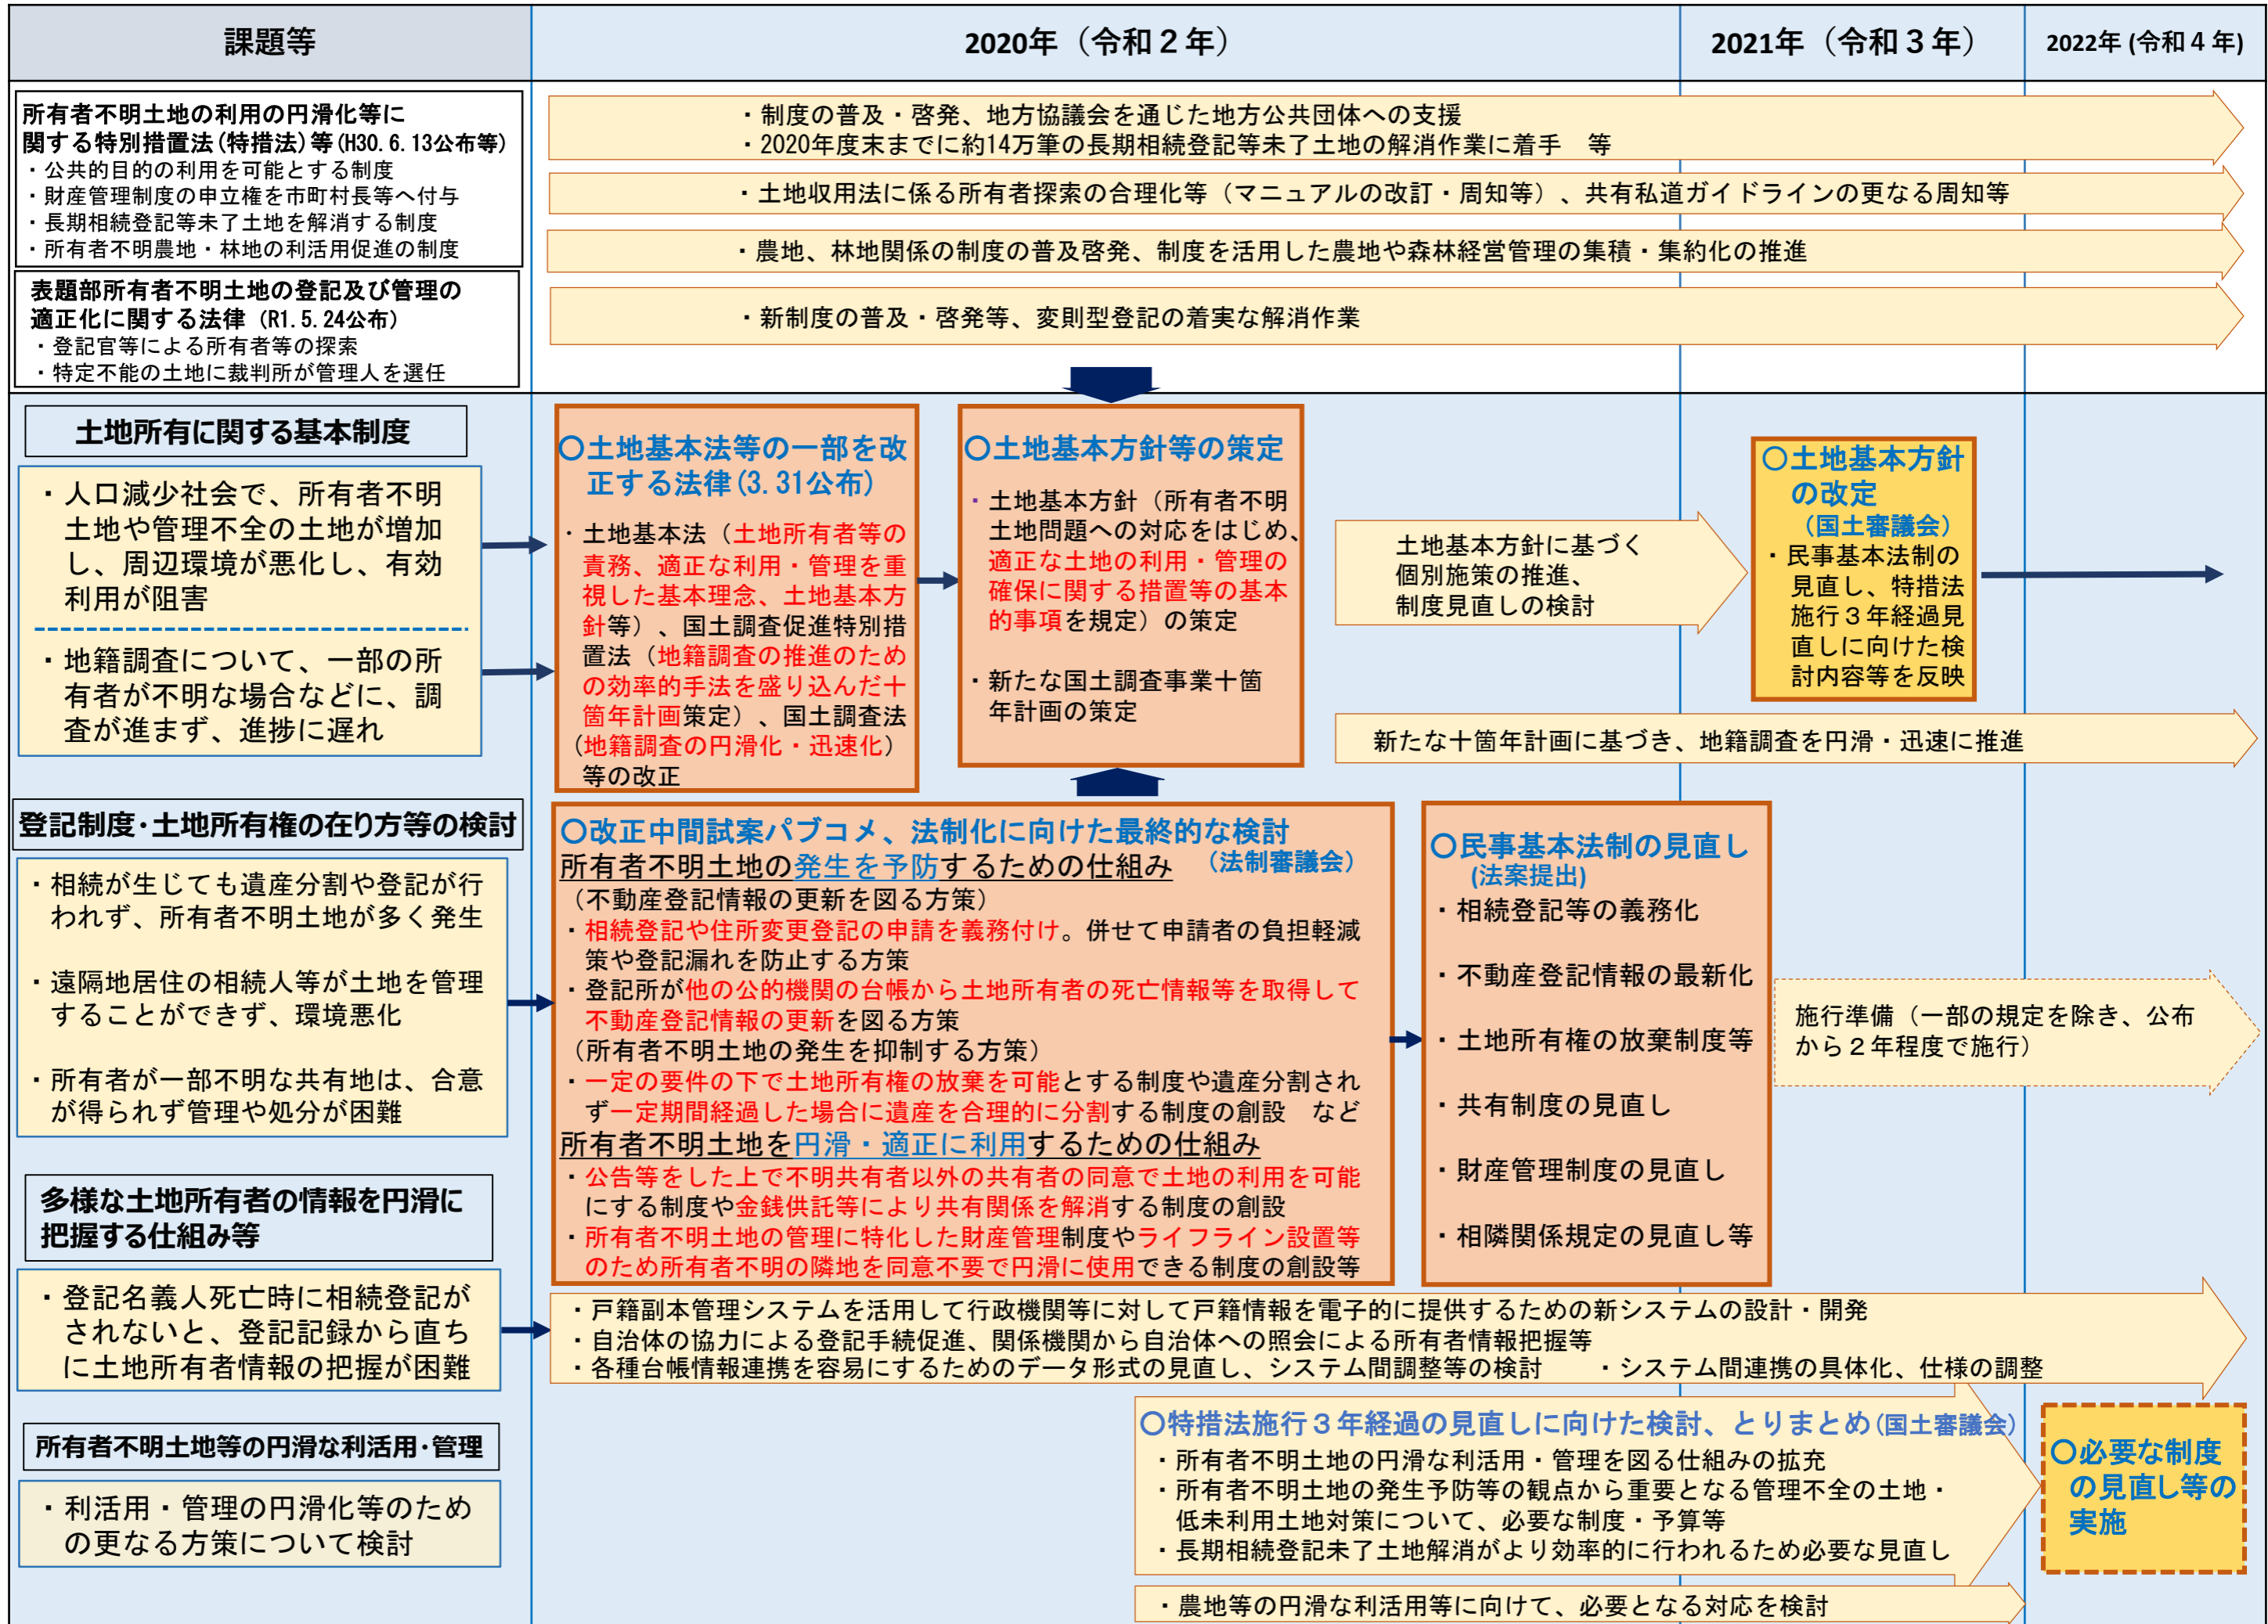 課題等
2020年（令和２年）
2021年（令和３年）
2022年 (令和４年)
所有者不明土地の利用の円滑化等に
関する特別措置法(特措法)等(H30.6.13公布等)
・公共的目的の利用を可能とする制度
・財産管理制度の申立権を市町村長等へ付与
・長期相続登記等未了土地を解消する制度
・所有者不明農地・林地の利活用促進の制度
表題部所有者不明土地の登記及び管理の
適正化に関する法律（R1.5.24公布）
・登記官等による所有者等の探索
・特定不能の土地に裁判所が管理人を選任
・制度の普及・啓発、地方協議会を通じた地方公共団体への支援
・2020年度末までに約14万筆の長期相続登記等未了土地の解消作業に着手　等
・土地収用法に係る所有者探索の合理化等（マニュアルの改訂・周知等）、共有私道ガイドラインの更なる周知等
・農地、林地関係の制度の普及啓発、制度を活用した農地や森林経営管理の集積・集約化の推進
・新制度の普及・啓発等、変則型登記の着実な解消作業
土地所有に関する基本制度
・人口減少社会で、所有者不明
土地や管理不全の土地が増加
し、周辺環境が悪化し、有効
利用が阻害
・地籍調査について、一部の所
有者が不明な場合などに、調
査が進まず、進捗に遅れ
〇土地基本法等の一部を改
正する法律(3.31公布)
・土地基本法（土地所有者等の
責務、適正な利用・管理を重
視した基本理念、土地基本方
針等）、国土調査促進特別措
置法（地籍調査の推進のため
の効率的手法を盛り込んだ十
箇年計画策定）、国土調査法
（地籍調査の円滑化・迅速化）
等の改正
〇土地基本方針等の策定
・土地基本方針（所有者不明
土地問題への対応をはじめ、
適正な土地の利用・管理の
確保に関する措置等の基本
的事項を規定）の策定
・新たな国土調査事業十箇
年計画の策定
土地基本方針に基づく
個別施策の推進、
制度見直しの検討
〇土地基本方針
の改定
（国土審議会）
・民事基本法制の
見直し、特措法
施行３年経過見
直しに向けた検
討内容等を反映
新たな十箇年計画に基づき、地籍調査を円滑・迅速に推進
登記制度･土地所有権の在り方等の検討
・相続が生じても遺産分割や登記が行
われず、所有者不明土地が多く発生
・遠隔地居住の相続人等が土地を管理
することができず、環境悪化
・所有者が一部不明な共有地は、合意
が得られず管理や処分が困難
〇改正中間試案パブコメ、法制化に向けた最終的な検討
所有者不明土地の発生を予防するための仕組み　（法制審議会）
（不動産登記情報の更新を図る方策）
・相続登記や住所変更登記の申請を義務付け。併せて申請者の負担軽減
策や登記漏れを防止する方策
・登記所が他の公的機関の台帳から土地所有者の死亡情報等を取得して
不動産登記情報の更新を図る方策
（所有者不明土地の発生を抑制する方策）
・一定の要件の下で土地所有権の放棄を可能とする制度や遺産分割され
ず一定期間経過した場合に遺産を合理的に分割する制度の創設　など
所有者不明土地を円滑・適正に利用するための仕組み
・公告等をした上で不明共有者以外の共有者の同意で土地の利用を可能
にする制度や金銭供託等により共有関係を解消する制度の創設
・所有者不明土地の管理に特化した財産管理制度やライフライン設置等
のため所有者不明の隣地を同意不要で円滑に使用できる制度の創設等
〇民事基本法制の見直し
(法案提出)
・相続登記等の義務化
・不動産登記情報の最新化
・土地所有権の放棄制度等
・共有制度の見直し
・財産管理制度の見直し
・相隣関係規定の見直し等
施行準備（一部の規定を除き、公布
から２年程度で施行）
多様な土地所有者の情報を円滑に
把握する仕組み等
・登記名義人死亡時に相続登記が
されないと、登記記録から直ち
に土地所有者情報の把握が困難
・戸籍副本管理システムを活用して行政機関等に対して戸籍情報を電子的に提供するための新システムの設計・開発
・自治体の協力による登記手続促進、関係機関から自治体への照会による所有者情報把握等
・各種台帳情報連携を容易にするためのデータ形式の見直し、システム間調整等の検討　　・システム間連携の具体化、仕様の調整
所有者不明土地等の円滑な利活用･管理
・利活用・管理の円滑化等のため
の更なる方策について検討
〇特措法施行３年経過の見直しに向けた検討、とりまとめ(国土審議会)
・所有者不明土地の円滑な利活用・管理を図る仕組みの拡充
・所有者不明土地の発生予防等の観点から重要となる管理不全の土地・
低未利用土地対策について、必要な制度・予算等
・長期相続登記未了土地解消がより効率的に行われるため必要な見直し
〇必要な制度
の見直し等の
実施
・農地等の円滑な利活用等に向けて、必要となる対応を検討